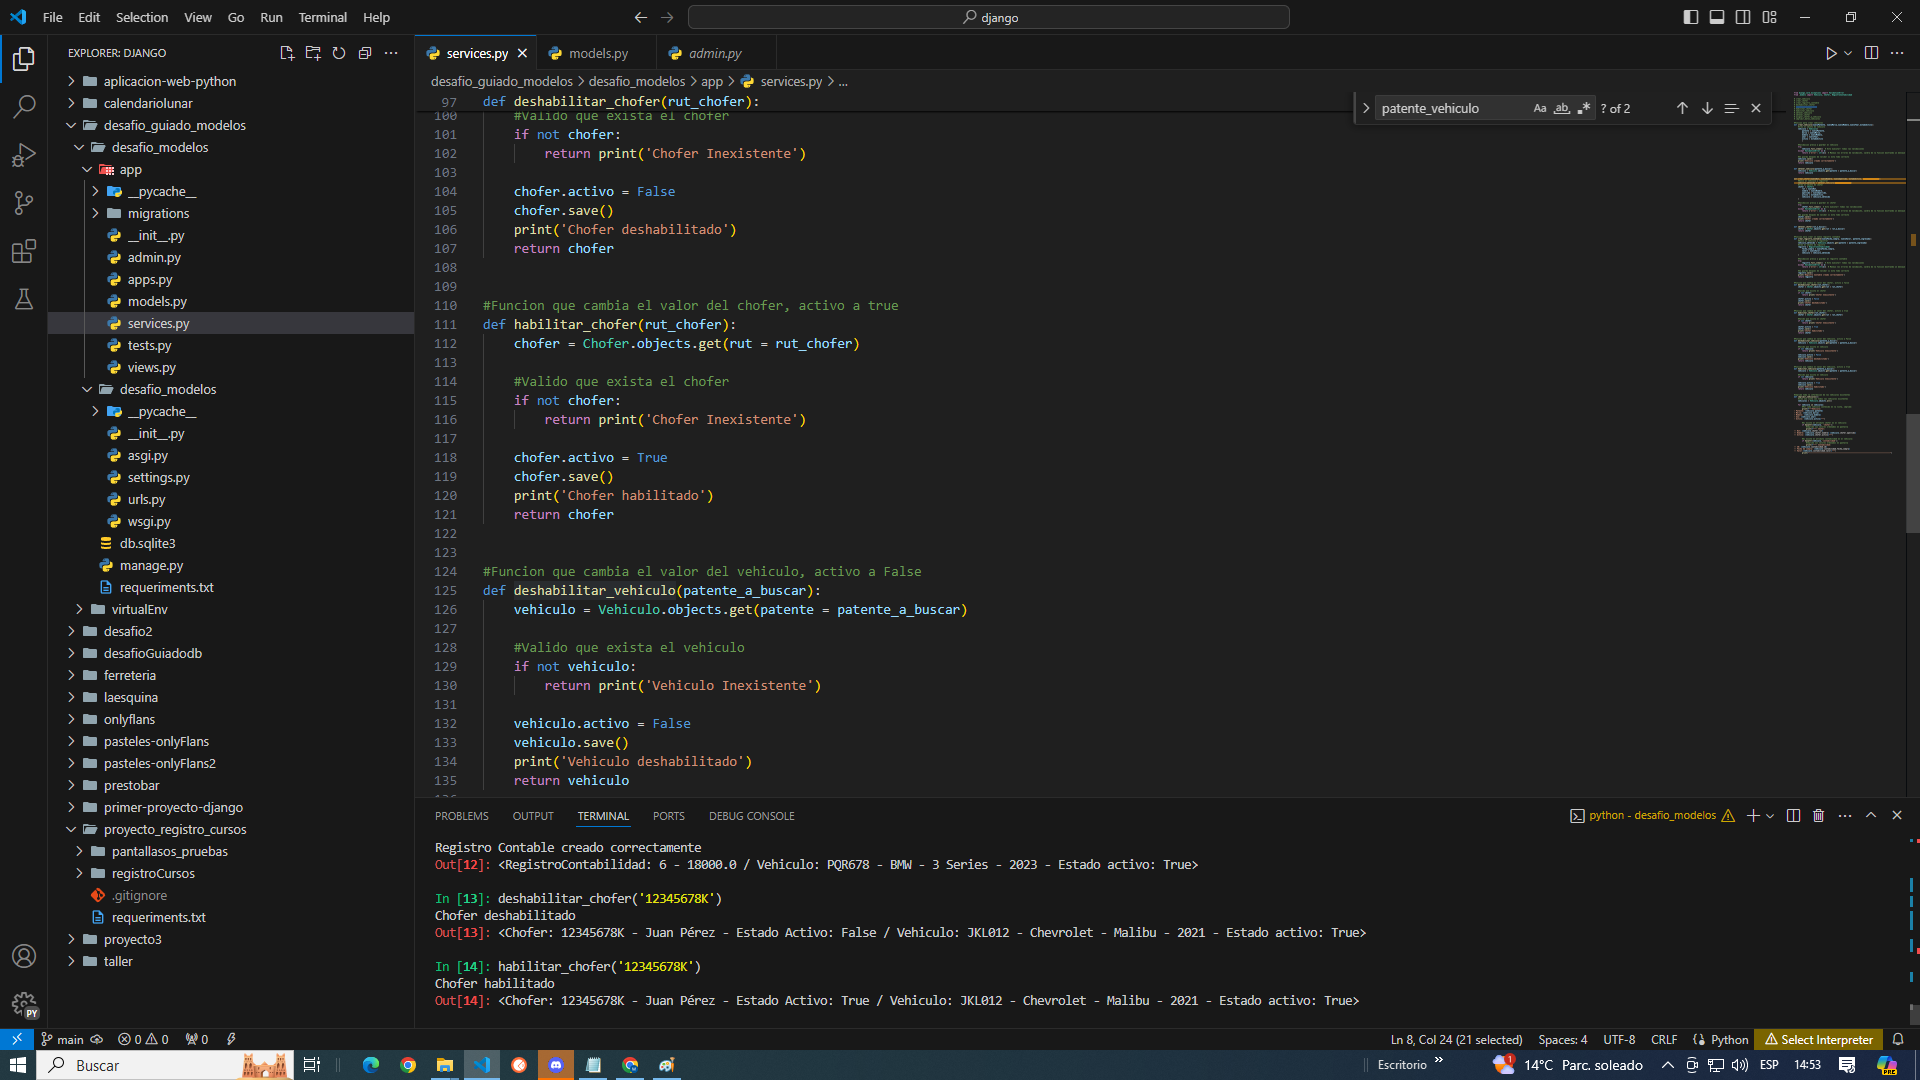 File Edit Selection View Go Run Terminal Help
django
EXPLORER: DJANGO
aplicacion-web-python
calendariolunar
desafio_guiado_modelos
desafio_modelos
app
__pycache__
migrations
__init__.py
admin.py
apps.py
models.py
services.py
tests.py
views.py
desafio_modelos
__pycache__
__init__.py
asgi.py
settings.py
urls.py
wsgi.py
db.sqlite3
manage.py
requeriments.txt
virtualEnv
desafio2
desafioGuiadodb
ferreteria
laesquina
onlyflans
pasteles-onlyFlans
pasteles-onlyFlans2
prestobar
primer-proyecto-django
proyecto_registro_cursos
pantallasos_pruebas
registroCursos
.gitignore
requeriments.txt
proyecto3
taller
services.py models.py admin.py
desafio_guiado_modelos > desafio_modelos > app > services.py > ...
patente_vehiculo Aa ab .* ? of 2
97 def deshabilitar_chofer(rut_chofer):
100 #Valido que exista el chofer
101 if not chofer:
102 return print('Chofer Inexistente')
103
104 chofer.activo = False
105 chofer.save()
106 print('Chofer deshabilitado')
107 return chofer
108
109
110 #Funcion que cambia el valor del chofer, activo a true
111 def habilitar_chofer(rut_chofer):
112 chofer = Chofer.objects.get(rut = rut_chofer)
113
114 #Valido que exista el chofer
115 if not chofer:
116 return print('Chofer Inexistente')
117
118 chofer.activo = True
119 chofer.save()
120 print('Chofer habilitado')
121 return chofer
122
123
124 #Funcion que cambia el valor del vehiculo, activo a False
125 def deshabilitar_vehiculo(patente_a_buscar):
126 vehiculo = Vehiculo.objects.get(patente = patente_a_buscar)
127
128 #Valido que exista el vehiculo
129 if not vehiculo:
130 return print('Vehiculo Inexistente')
131
132 vehiculo.activo = False
133 vehiculo.save()
134 print('Vehiculo deshabilitado')
135 return vehiculo
PROBLEMS OUTPUT TERMINAL PORTS DEBUG CONSOLE
python - desafio_modelos
Registro Contable creado correctamente
Out[12]: <RegistroContabilidad: 6 - 18000.0 / Vehiculo: PQR678 - BMW - 3 Series - 2023 - Estado activo: True>
In [13]: deshabilitar_chofer('12345678K')
Chofer deshabilitado
Out[13]: <Chofer: 12345678K - Juan Pérez - Estado Activo: False / Vehiculo: JKL012 - Chevrolet - Malibu - 2021 - Estado activo: True>
In [14]: habilitar_chofer('12345678K')
Chofer habilitado
Out[14]: <Chofer: 12345678K - Juan Pérez - Estado Activo: True / Vehiculo: JKL012 - Chevrolet - Malibu - 2021 - Estado activo: True>
PY
main 0 0 0
Ln 8, Col 24 (21 selected) Spaces: 4 UTF-8 CRLF Python Select Interpreter
Buscar
Escritorio 1 14°C Parc. soleado ESP 14:53